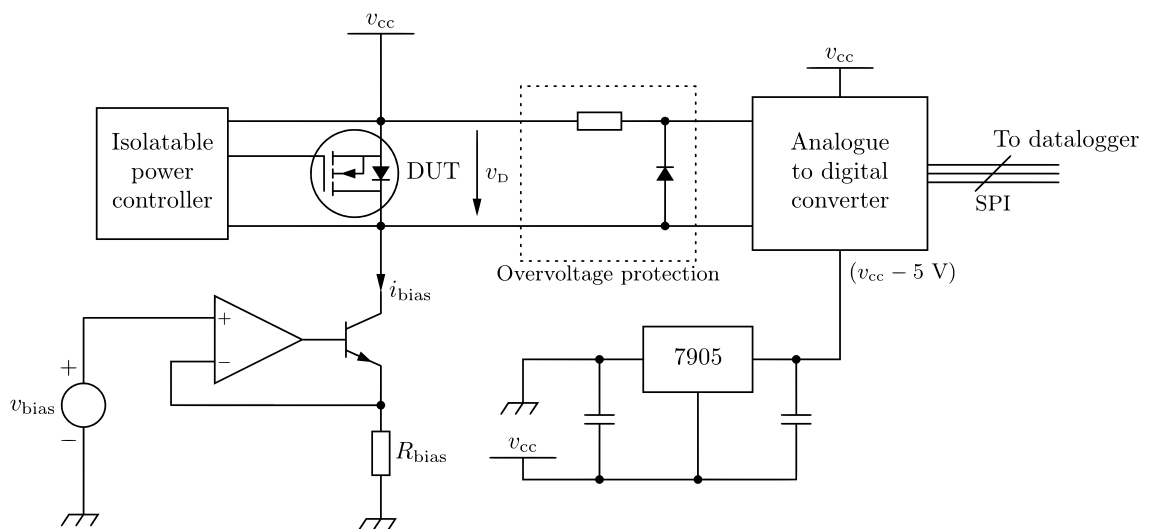 v_cc
v_cc
Isolatable
power
controller
DUT
v_D
Analogue
to digital
converter
To datalogger
SPI
Overvoltage protection
(v_cc − 5 V)
i_bias
+
−
+
v_bias
−
R_bias
7905
v_cc